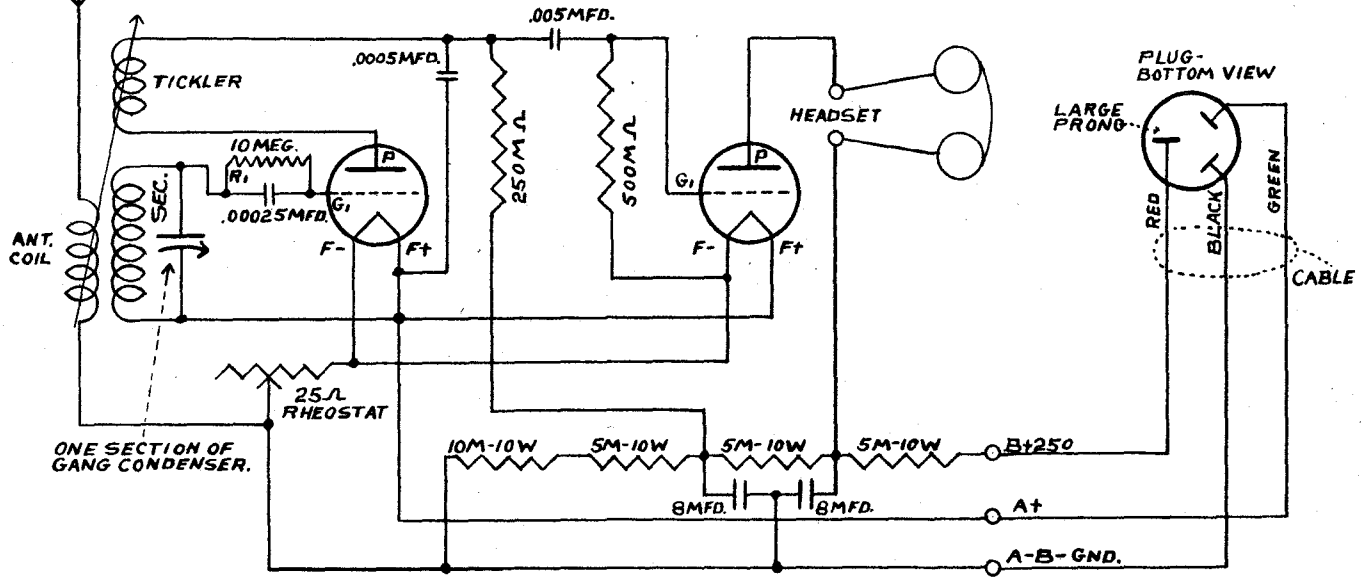 .005MFD.
.0005MFD.
TICKLER
10 MEG.
R1
.00025MFD.
G1
P
F-
F+
SEC.
ANT.
COIL
250MΩ
500MΩ
G1
P
F-
F+
HEADSET
PLUG-
BOTTOM VIEW
LARGE
PRONG
+
RED
BLACK
GREEN
CABLE
25Ω
RHEOSTAT
ONE SECTION OF
GANG CONDENSER.
10M-10W
5M-10W
5M-10W
5M-10W
B+250
8MFD.
8MFD.
A+
A-B-GND.